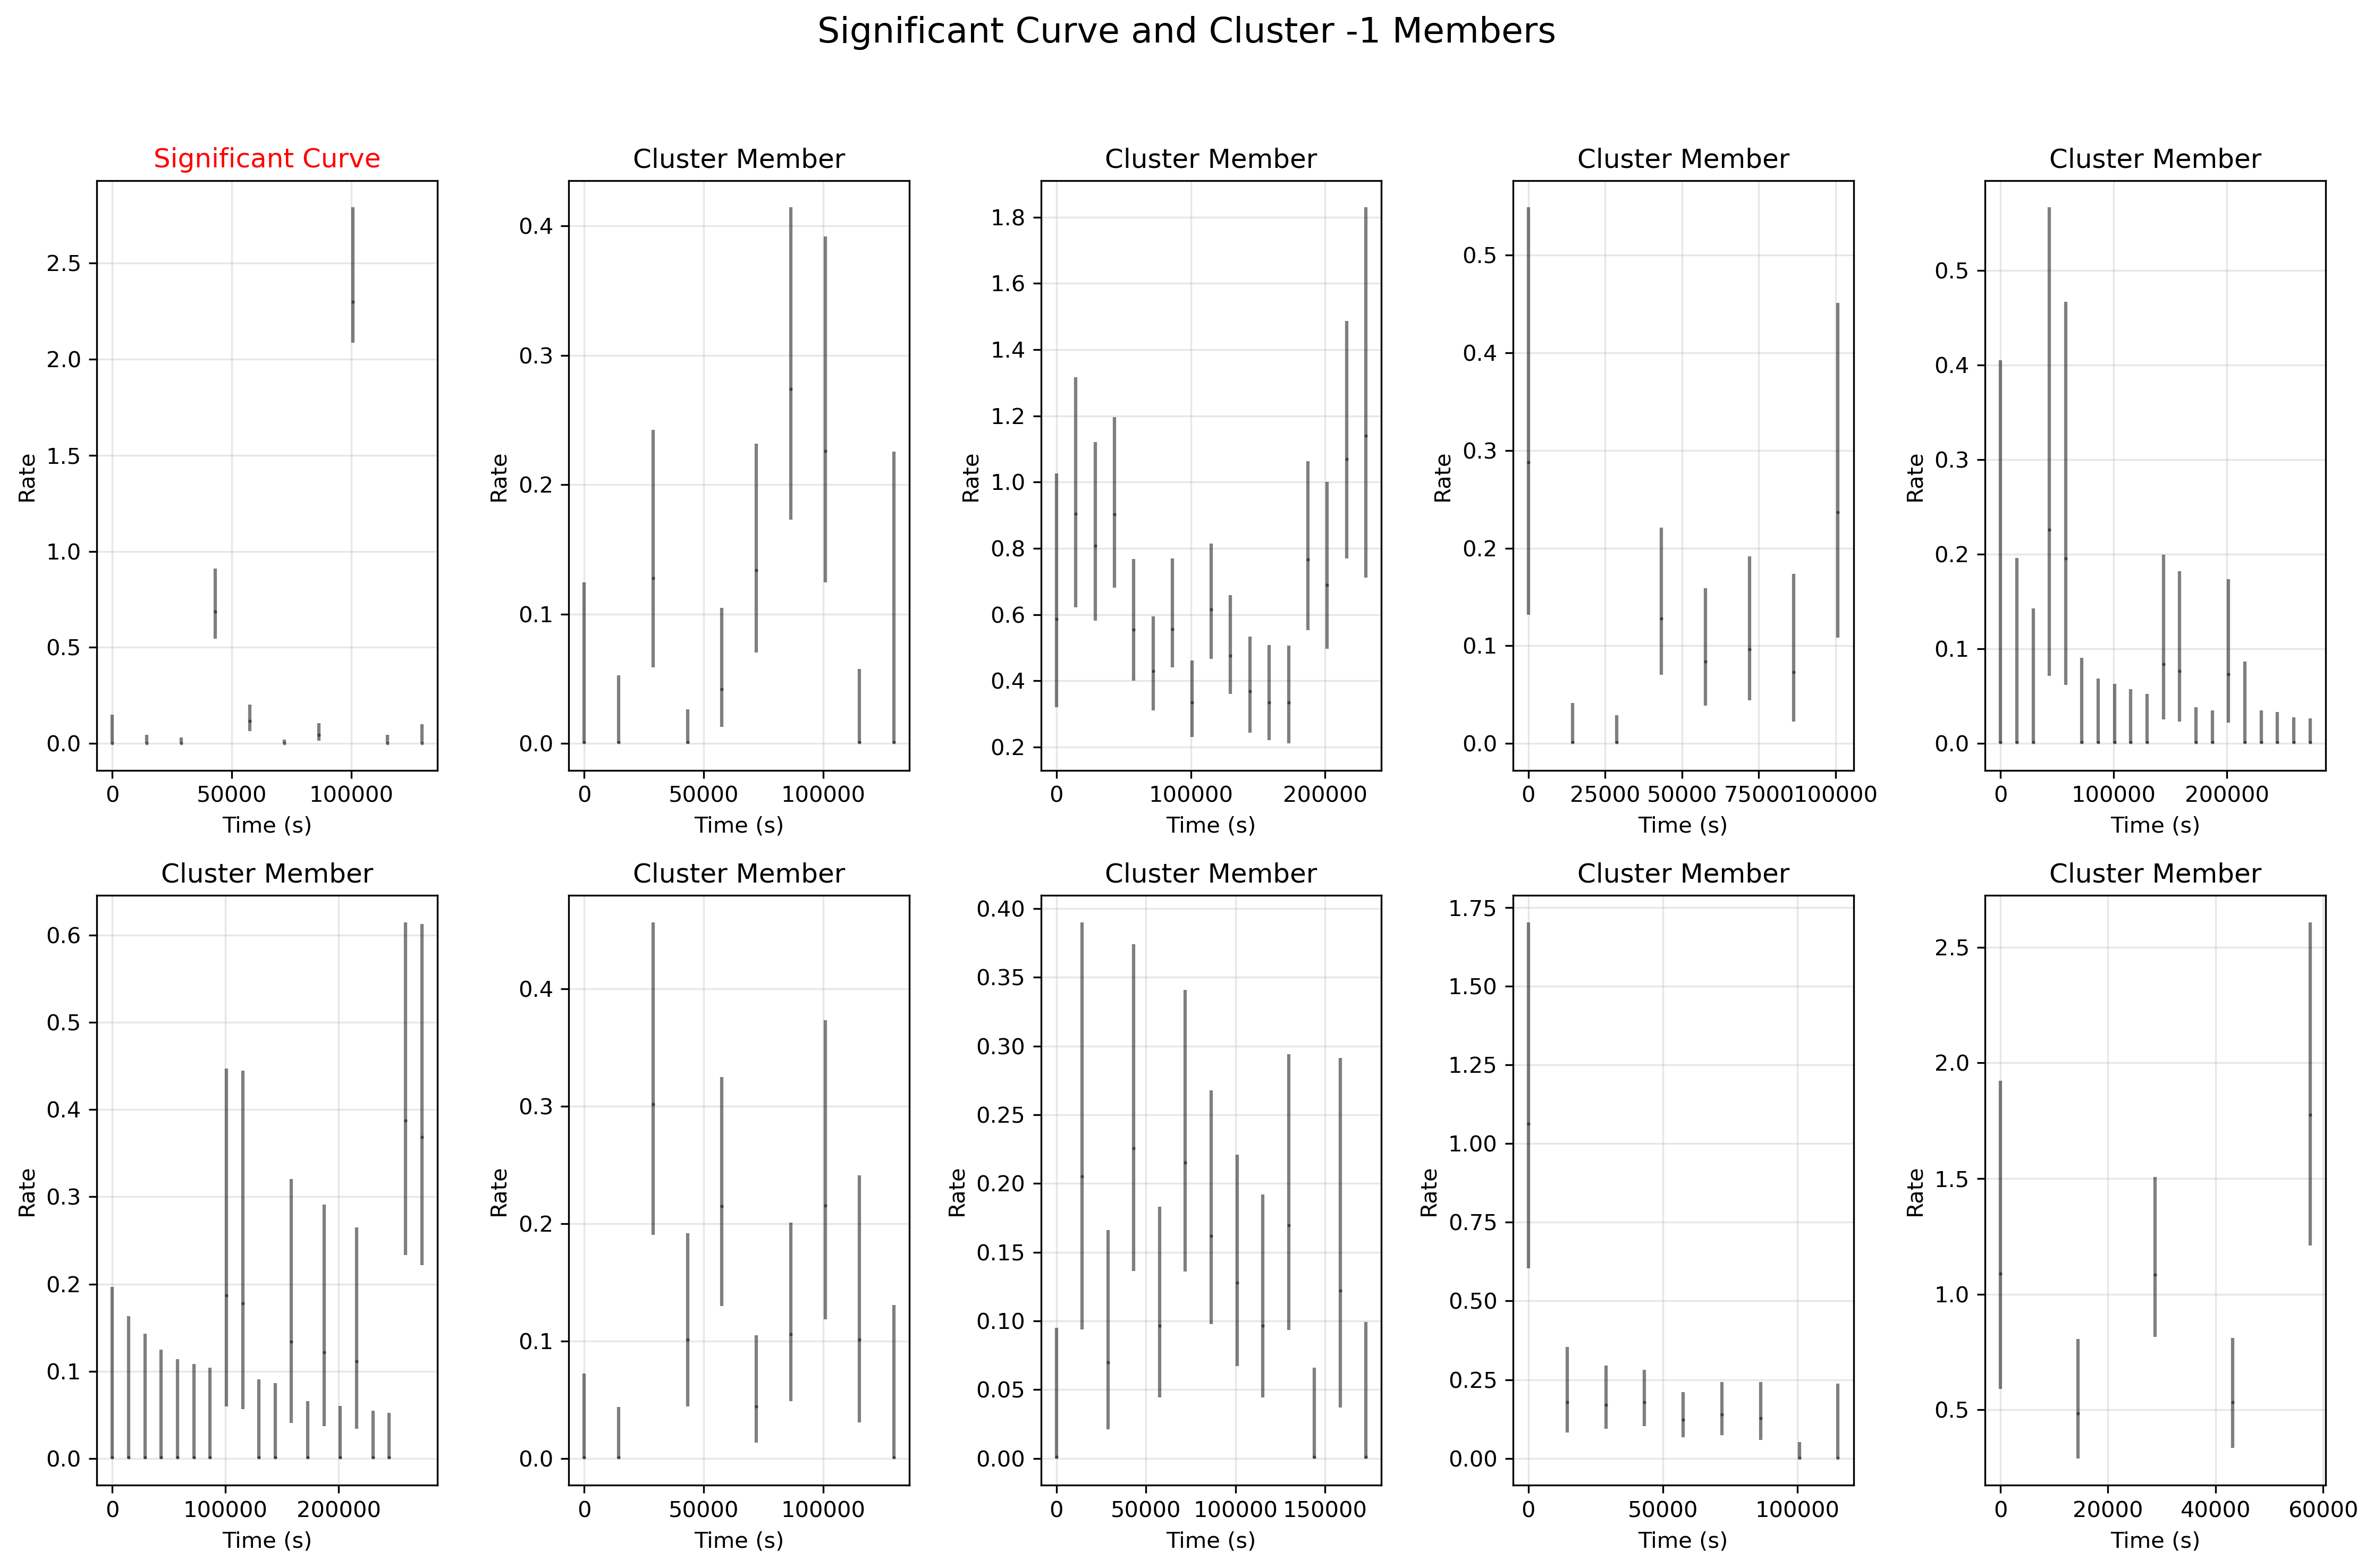 Significant Curve and Cluster -1 Members
Significant Curve
Rate
2.5
2.0
1.5
1.0
0.5
0.0
0 50000 100000
Time (s)
Cluster Member
Rate
0.4
0.3
0.2
0.1
0.0
0 50000 100000
Time (s)
Cluster Member
Rate
1.8
1.6
1.4
1.2
1.0
0.8
0.6
0.4
0.2
0 100000 200000
Time (s)
Cluster Member
Rate
0.5
0.4
0.3
0.2
0.1
0.0
0 25000 50000 75000 100000
Time (s)
Cluster Member
Rate
0.5
0.4
0.3
0.2
0.1
0.0
0 100000 200000
Time (s)
Cluster Member
Rate
0.6
0.5
0.4
0.3
0.2
0.1
0.0
0 100000 200000
Time (s)
Cluster Member
Rate
0.4
0.3
0.2
0.1
0.0
0 50000 100000
Time (s)
Cluster Member
Rate
0.40
0.35
0.30
0.25
0.20
0.15
0.10
0.05
0.00
0 50000 100000 150000
Time (s)
Cluster Member
Rate
1.75
1.50
1.25
1.00
0.75
0.50
0.25
0.00
0 50000 100000
Time (s)
Cluster Member
Rate
2.5
2.0
1.5
1.0
0.5
0 20000 40000 60000
Time (s)